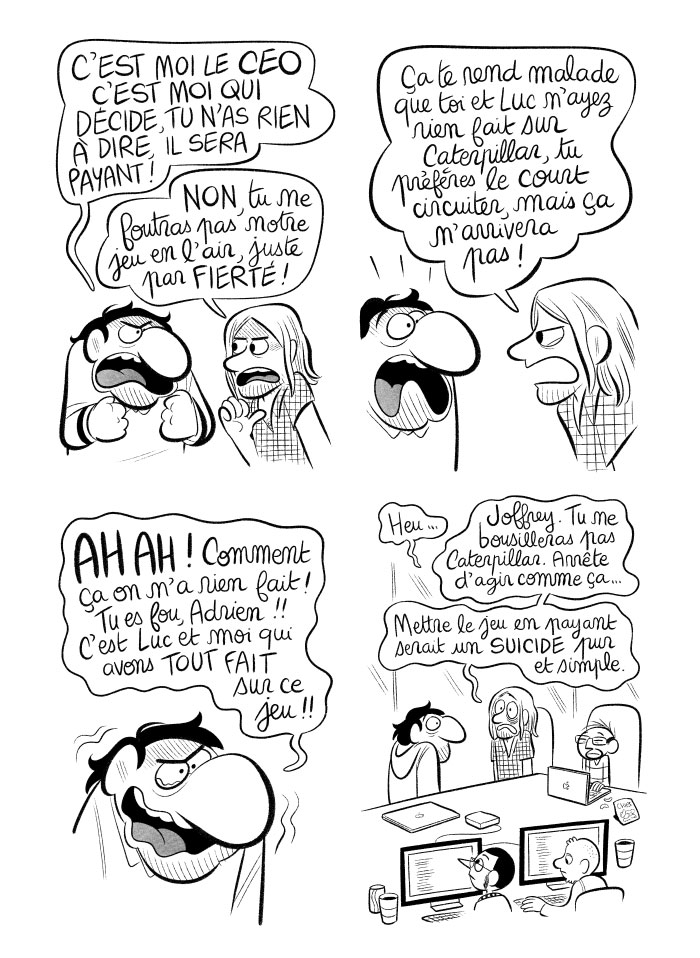 C'EST MOI LE CEO
C'EST MOI QUI
DÉCIDE, TU N'AS RIEN
À DIRE, IL SERA
PAYANT !
NON, tu ne
foutras pas notre
jeu en l'air, juste
par FIERTÉ !
Ça te rend malade
que toi et Luc n'ayez
rien fait sur
Caterpillar, tu
préfères le court
circuiter, mais ça
n'arrivera
pas !
AH AH ! Comment
ça on n'a rien fait !
Tu es fou, Adrien !!
C'est Luc et moi qui
avons TOUT FAIT
sur ce
jeu !!
Heu...
Joffrey. Tu ne
bousilleras pas
Caterpillar. Arrête
d'agir comme ça...
Mettre le jeu en payant
serait un SUICIDE pur
et simple.